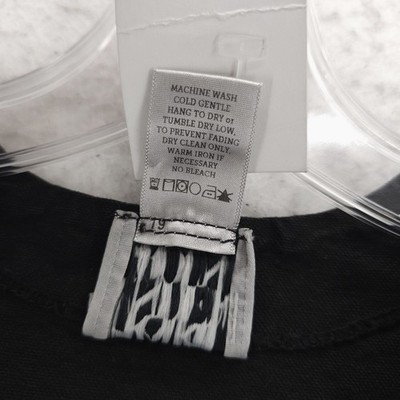 MACHINE WASH
COLD GENTLE
HANG TO DRY or
TUMBLE DRY LOW,
TO PREVENT FADING
DRY CLEAN ONLY.
WARM IRON IF
NECESSARY
NO BLEACH